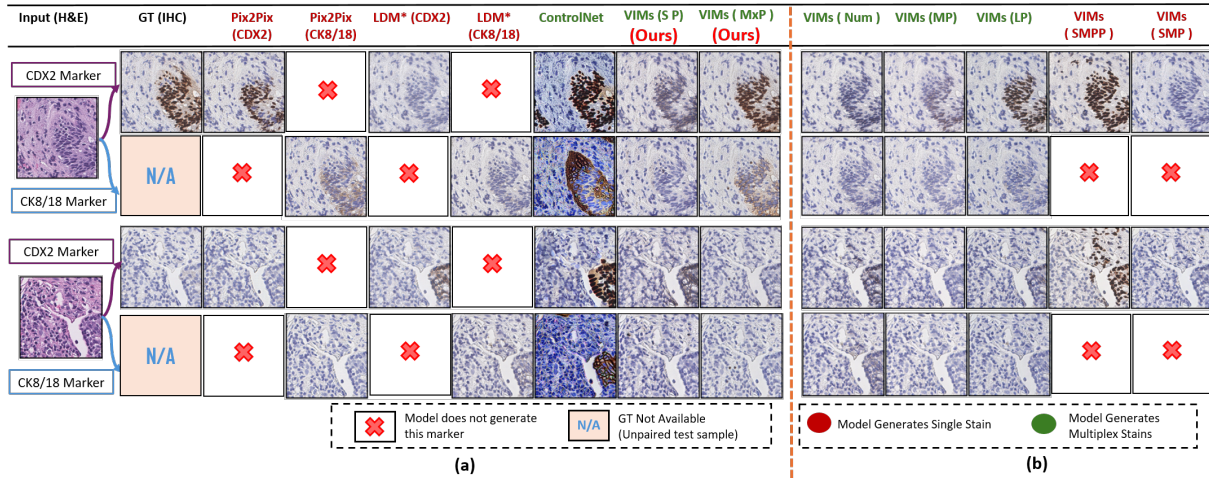 Input (H&E)
GT (IHC)
Pix2Pix
(CDX2)
Pix2Pix
(CK8/18)
LDM* (CDX2)
LDM*
(CK8/18)
ControlNet
VIMs (S P)
(Ours)
VIMs ( MxP)
(Ours)
VIMs ( Num )
VIMs (MP)
VIMs (LP)
VIMs
( SMPP)
VIMs
( SMP )
CDX2 Marker
N/A
CK8/18 Marker
CDX2 Marker
N/A
CK8/18 Marker
Model does not generate
this marker
N/A
GT Not Available
(Unpaired test sample)
Model Generates Single Stain
Model Generates
Multiplex Stains
(a)
(b)